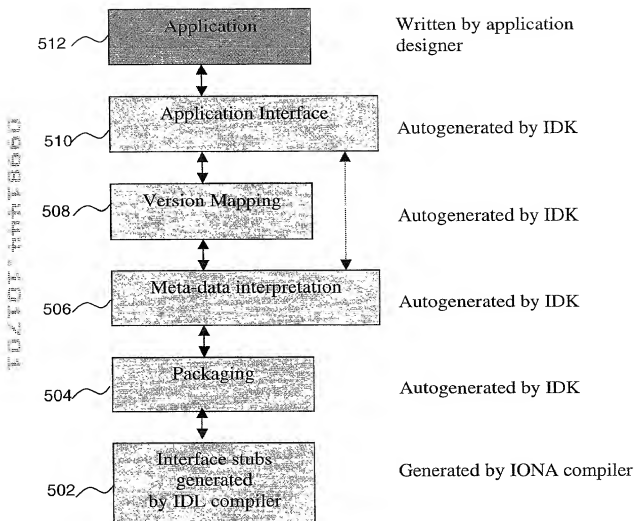 Application
Written by application
designer
512
Application Interface
Autogenerated by IDK
510
Version Mapping
Autogenerated by IDK
508
Meta-data interpretation
Autogenerated by IDK
506
Packaging
Autogenerated by IDK
504
Interface stubs
generated
by IDL compiler
Generated by IONA compiler
502